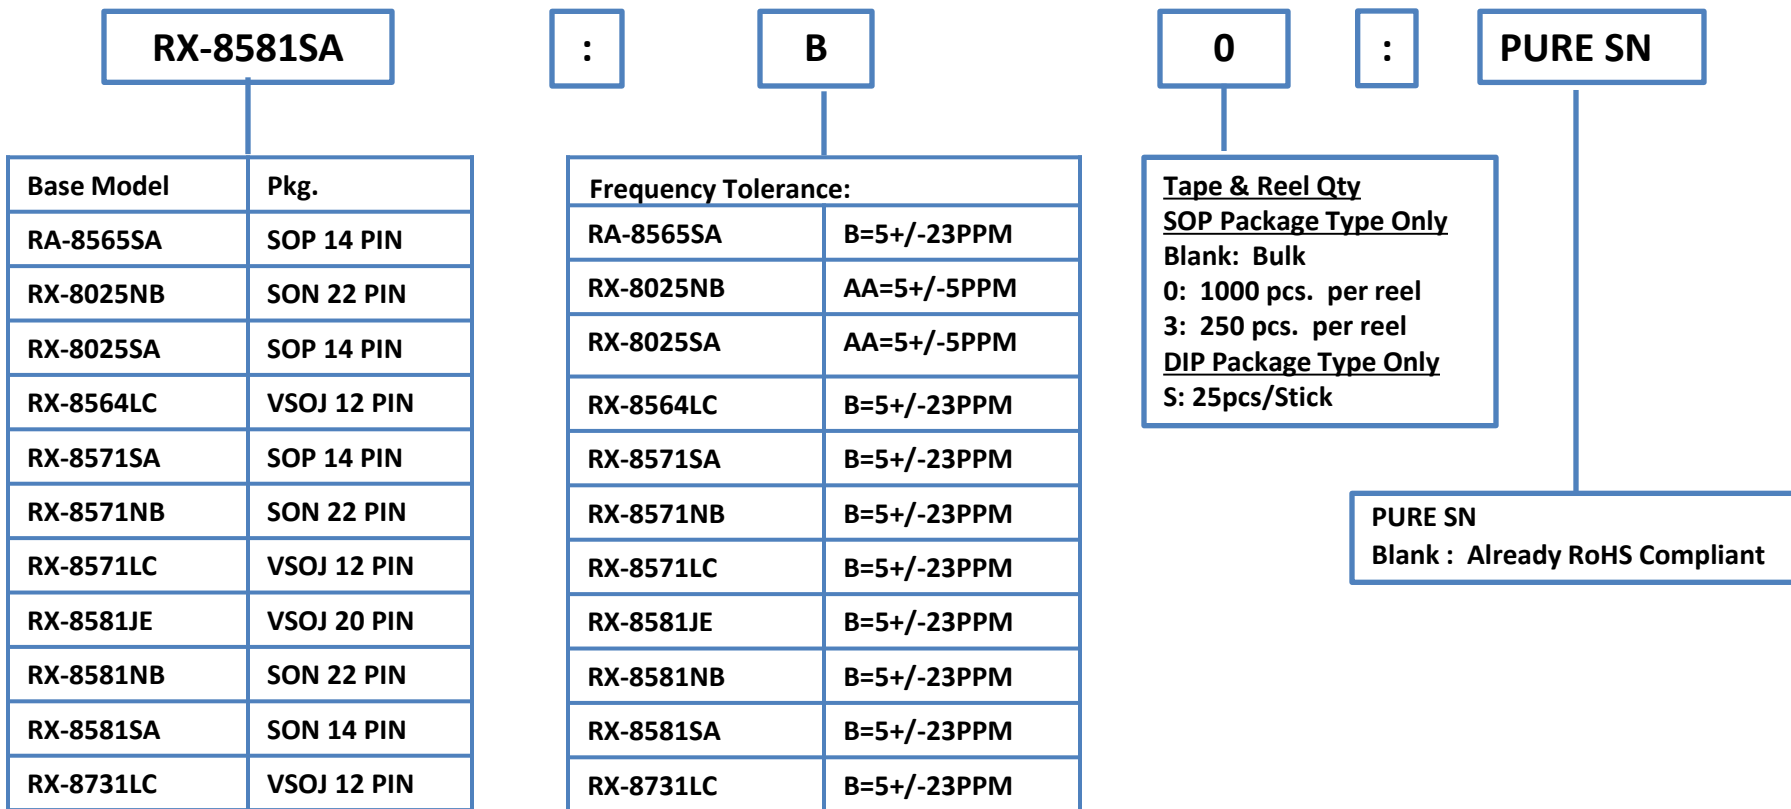 RX-8581SA : B 0 : PURE SN
Base Model Pkg.
RA-8565SA SOP 14 PIN
RX-8025NB SON 22 PIN
RX-8025SA SOP 14 PIN
RX-8564LC VSOJ 12 PIN
RX-8571SA SOP 14 PIN
RX-8571NB SON 22 PIN
RX-8571LC VSOJ 12 PIN
RX-8581JE VSOJ 20 PIN
RX-8581NB SON 22 PIN
RX-8581SA SON 14 PIN
RX-8731LC VSOJ 12 PIN
Frequency Tolerance:
RA-8565SA B=5+/-23PPM
RX-8025NB AA=5+/-5PPM
RX-8025SA AA=5+/-5PPM
RX-8564LC B=5+/-23PPM
RX-8571SA B=5+/-23PPM
RX-8571NB B=5+/-23PPM
RX-8571LC B=5+/-23PPM
RX-8581JE B=5+/-23PPM
RX-8581NB B=5+/-23PPM
RX-8581SA B=5+/-23PPM
RX-8731LC B=5+/-23PPM
Tape & Reel Qty
SOP Package Type Only
Blank: Bulk
0: 1000 pcs. per reel
3: 250 pcs. per reel
DIP Package Type Only
S: 25pcs/Stick
PURE SN
Blank : Already RoHS Compliant